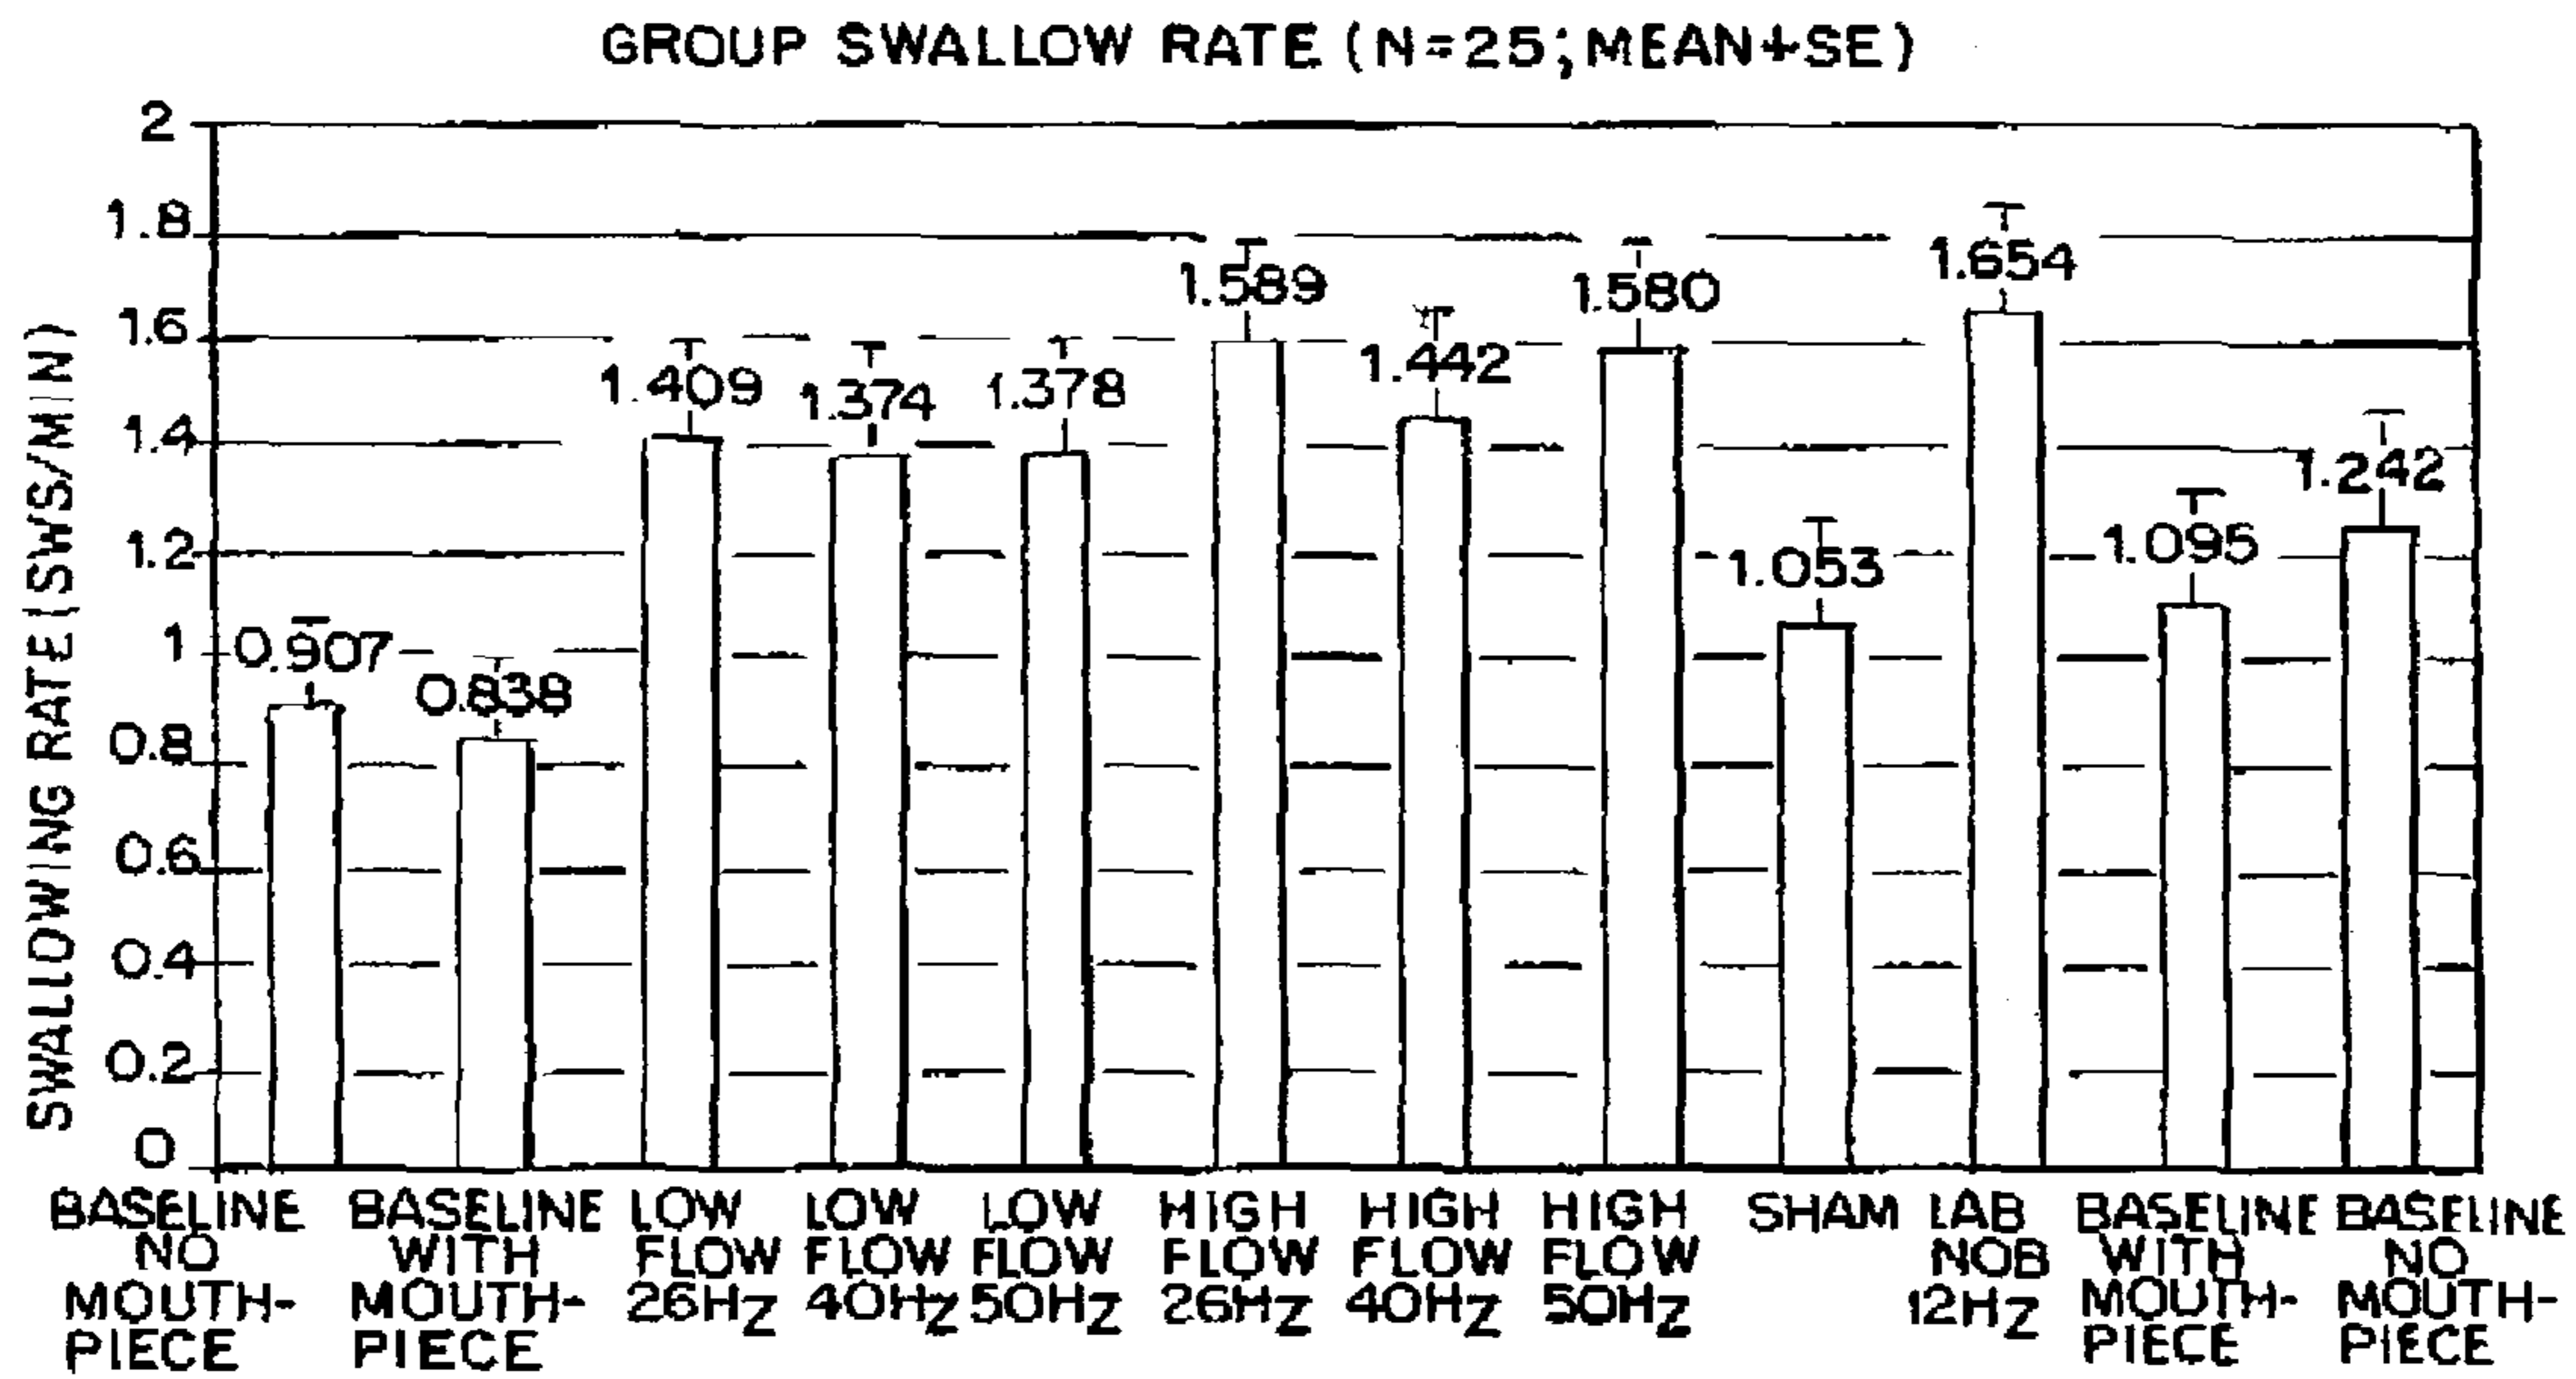 GROUP SWALLOW RATE (N=25; MEAN+SE)
SWALLOWING RATE (SWS/MIN)
2
1.8
1.6
1.4
1.2
1
0.8
0.6
0.4
0.2
0
0.907
0.838
1.409
1.374
1.378
1.589
1.442
1.580
1.053
1.654
1.095
1.242
BASELINE
NO
MOUTH-
PIECE
BASELINE
WITH
MOUTH-
PIECE
LOW
FLOW
26HZ
LOW
FLOW
40HZ
LOW
FLOW
50HZ
HIGH
FLOW
26HZ
HIGH
FLOW
40HZ
HIGH
FLOW
50HZ
SHAM
LAB
NOB
12HZ
BASELINE
WITH
MOUTH-
PIECE
BASELINE
NO
MOUTH-
PIECE